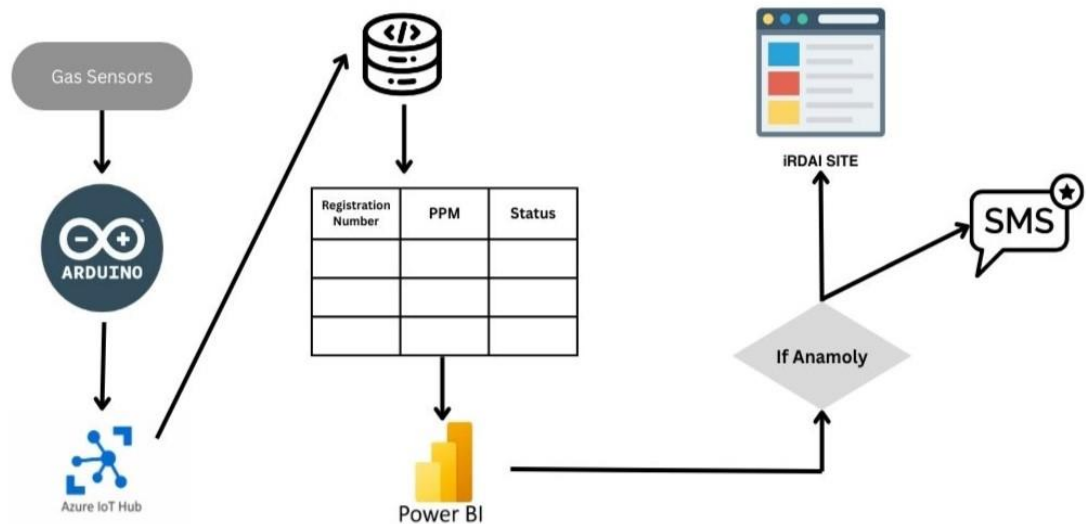 Gas Sensors
ARDUINO
Azure IoT Hub
</>
Registration
Number
PPM
Status
Power BI
If Anamoly
iRDAI SITE
SMS